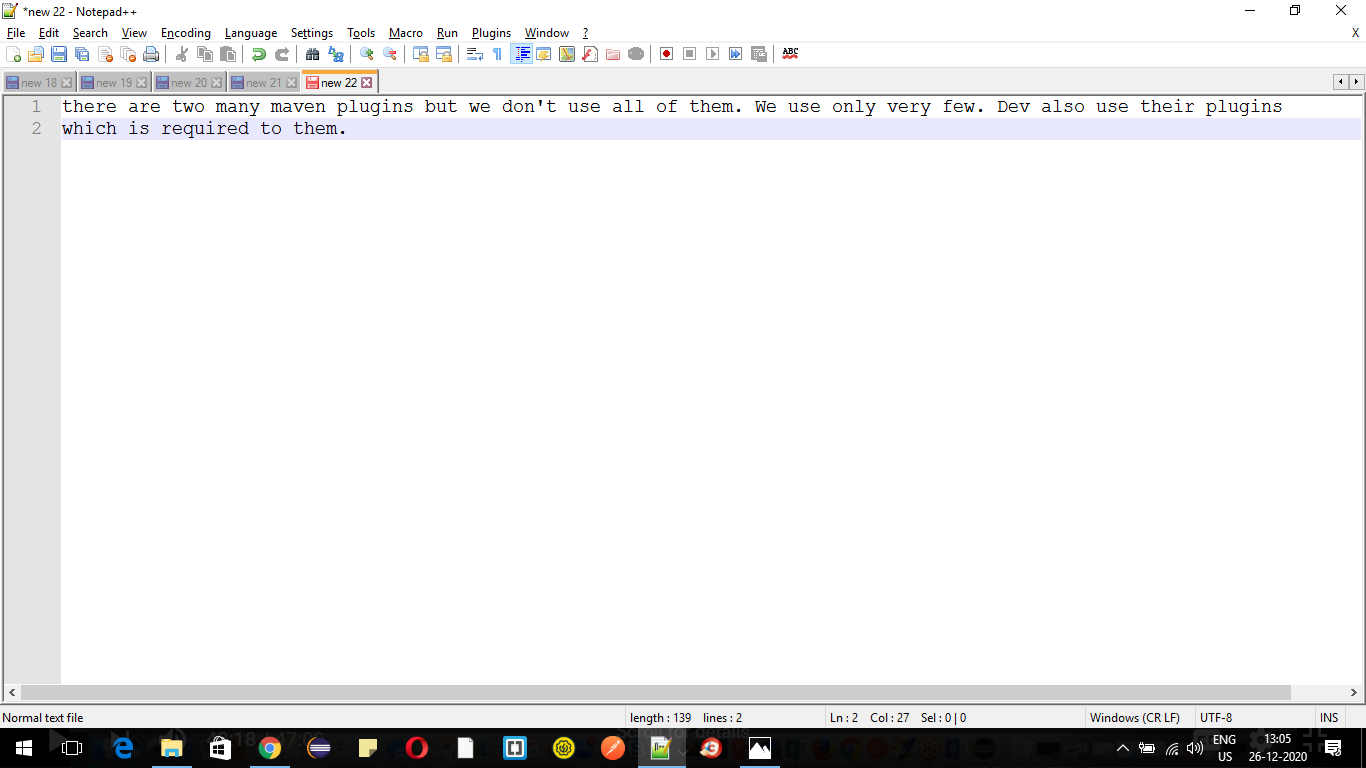 *new 22 - Notepad++
File Edit Search View Encoding Language Settings Tools Macro Run Plugins Window ? X
ABC
new 18 new 19 new 20 new 21 new 22
1 there are two many maven plugins but we don't use all of them. We use only very few. Dev also use their plugins
2 which is required to them.
Normal text file length : 139 lines : 2 Ln : 2 Col : 27 Sel : 0 | 0 Windows (CR LF) UTF-8 INS
Scroll for details
ENG 13:05
US 26-12-2020